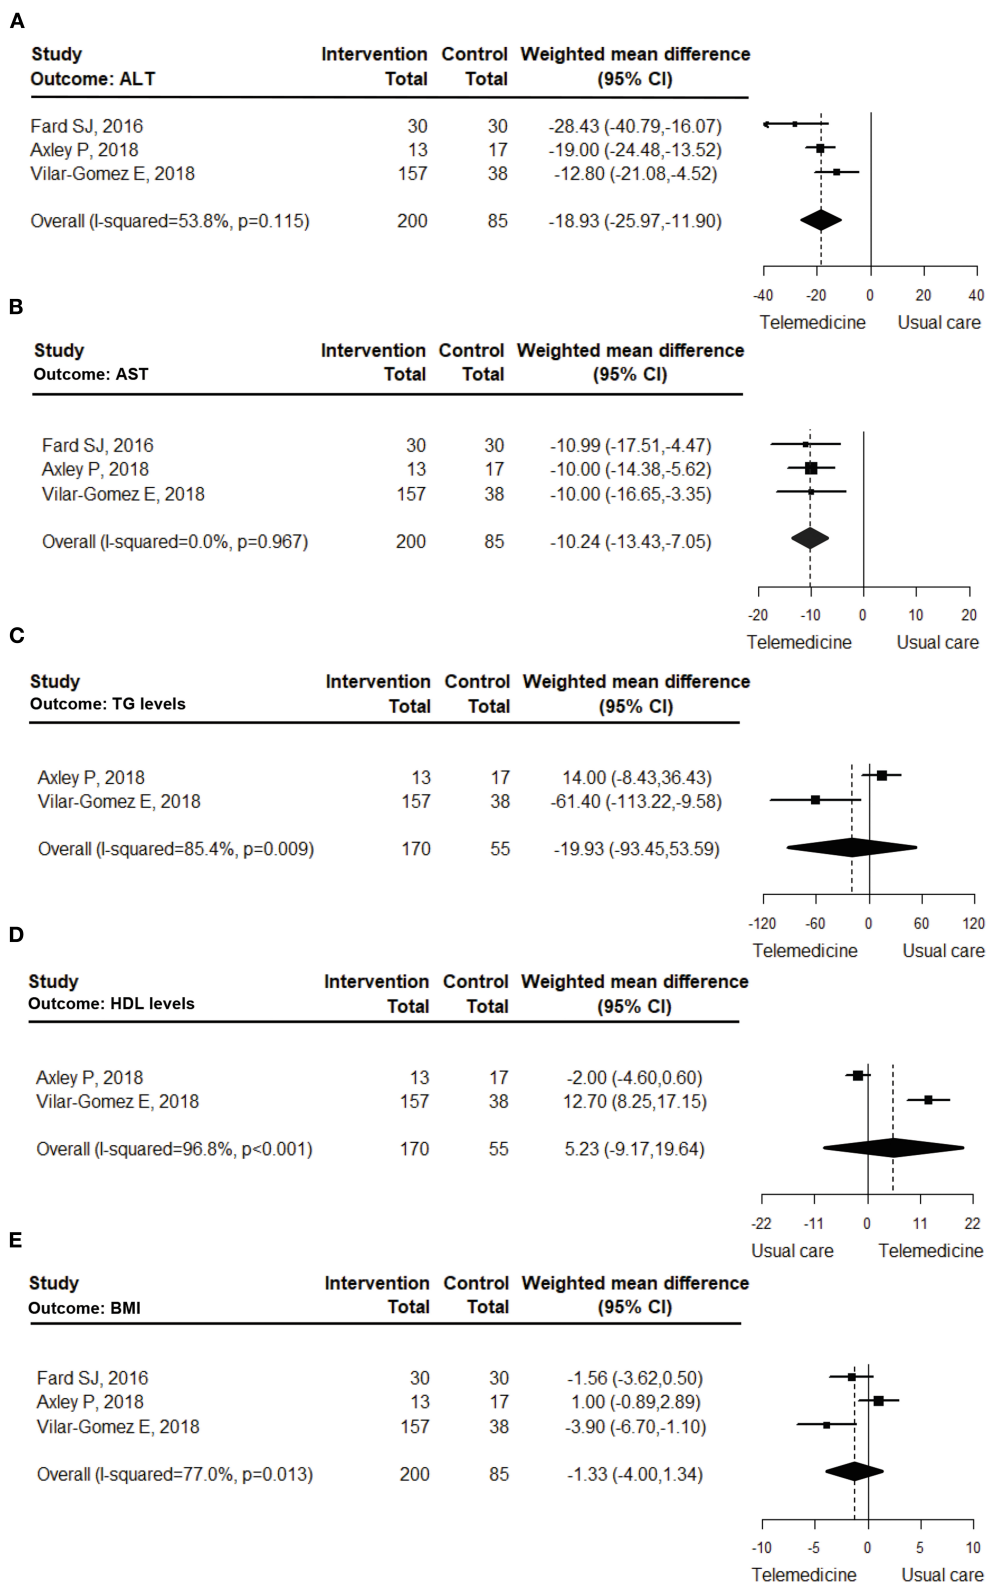 A
Study Intervention Control Weighted mean difference
Outcome: ALT Total Total (95% CI)
Fard SJ, 2016 30 30 -28.43 (-40.79,-16.07)
Axley P, 2018 13 17 -19.00 (-24.48,-13.52)
Vilar-Gomez E, 2018 157 38 -12.80 (-21.08,-4.52)
Overall (I-squared=53.8%, p=0.115) 200 85 -18.93 (-25.97,-11.90)
-40 -20 0 20 40
Telemedicine Usual care
B
Study Intervention Control Weighted mean difference
Outcome: AST Total Total (95% CI)
Fard SJ, 2016 30 30 -10.99 (-17.51,-4.47)
Axley P, 2018 13 17 -10.00 (-14.38,-5.62)
Vilar-Gomez E, 2018 157 38 -10.00 (-16.65,-3.35)
Overall (I-squared=0.0%, p=0.967) 200 85 -10.24 (-13.43,-7.05)
-20 -10 0 10 20
Telemedicine Usual care
C
Study Intervention Control Weighted mean difference
Outcome: TG levels Total Total (95% CI)
Axley P, 2018 13 17 14.00 (-8.43,36.43)
Vilar-Gomez E, 2018 157 38 -61.40 (-113.22,-9.58)
Overall (I-squared=85.4%, p=0.009) 170 55 -19.93 (-93.45,53.59)
-120 -60 0 60 120
Telemedicine Usual care
D
Study Intervention Control Weighted mean difference
Outcome: HDL levels Total Total (95% CI)
Axley P, 2018 13 17 -2.00 (-4.60,0.60)
Vilar-Gomez E, 2018 157 38 12.70 (8.25,17.15)
Overall (I-squared=96.8%, p<0.001) 170 55 5.23 (-9.17,19.64)
-22 -11 0 11 22
Usual care Telemedicine
E
Study Intervention Control Weighted mean difference
Outcome: BMI Total Total (95% CI)
Fard SJ, 2016 30 30 -1.56 (-3.62,0.50)
Axley P, 2018 13 17 1.00 (-0.89,2.89)
Vilar-Gomez E, 2018 157 38 -3.90 (-6.70,-1.10)
Overall (I-squared=77.0%, p=0.013) 200 85 -1.33 (-4.00,1.34)
-10 -5 0 5 10
Telemedicine Usual care